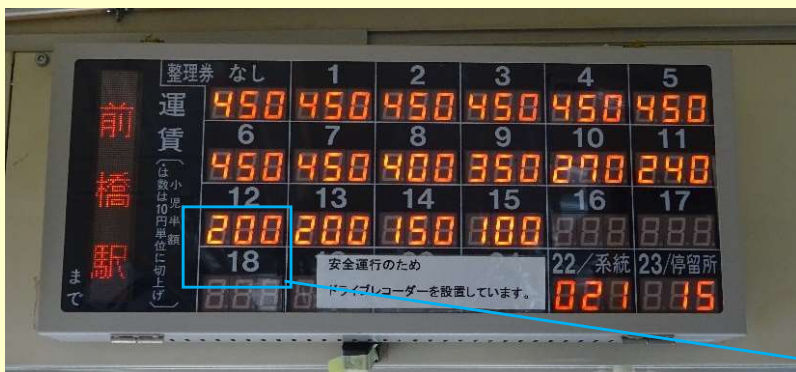 前橋駅
まで
運賃
小児半額
は数は10円単位に切上げ
整理券 なし 1 2 3 4 5
450 450 450 450 450 450
6 7 8 9 10 11
450 450 400 350 270 240
12 13 14 15 16 17
200 200 150 100
18 22/系統 23/停留所
021 15
安全運行のため
ドライブレコーダーを設置しています。